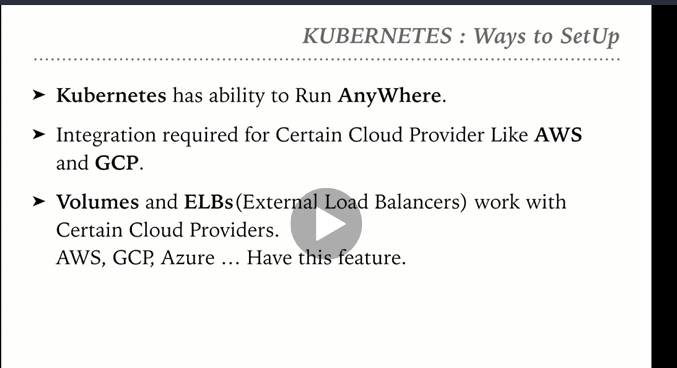 KUBERNETES : Ways to SetUp
➤ Kubernetes has ability to Run AnyWhere.
➤ Integration required for Certain Cloud Provider Like AWS
and GCP.
➤ Volumes and ELBs(External Load Balancers) work with
Certain Cloud Providers.
AWS, GCP, Azure … Have this feature.